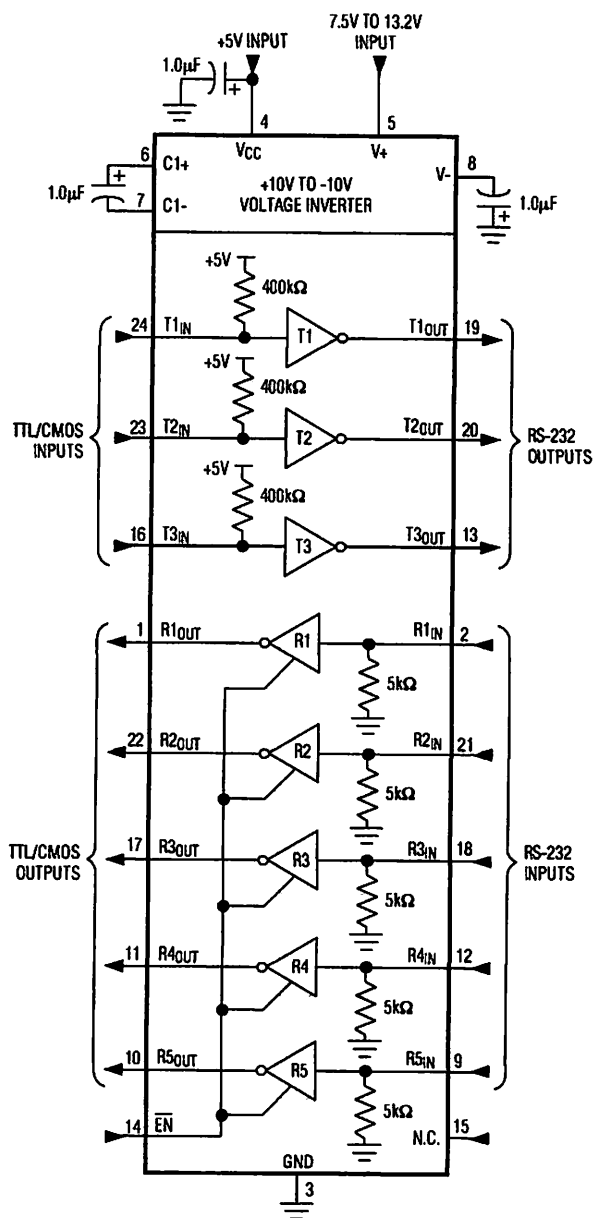 7.5V TO 13.2V
INPUT
+5V INPUT
1.0µF
+
4
5
VCC
V+
6
C1+
+
1.0µF
7
C1-
+10V TO -10V
VOLTAGE INVERTER
V-
8
1.0µF
+
+5V
400kΩ
24
T1IN
T1
T1OUT
19
+5V
400kΩ
TTL/CMOS
INPUTS
23
T2IN
T2
T2OUT
20
RS-232
OUTPUTS
+5V
400kΩ
16
T3IN
T3
T3OUT
13
1
R1OUT
R1
R1IN
2
5kΩ
22
R2OUT
R2
R2IN
21
5kΩ
TTL/CMOS
OUTPUTS
17
R3OUT
R3
R3IN
18
RS-232
INPUTS
5kΩ
11
R4OUT
R4
R4IN
12
5kΩ
10
R5OUT
R5
R5IN
9
5kΩ
14
EN
N.C.
15
GND
3